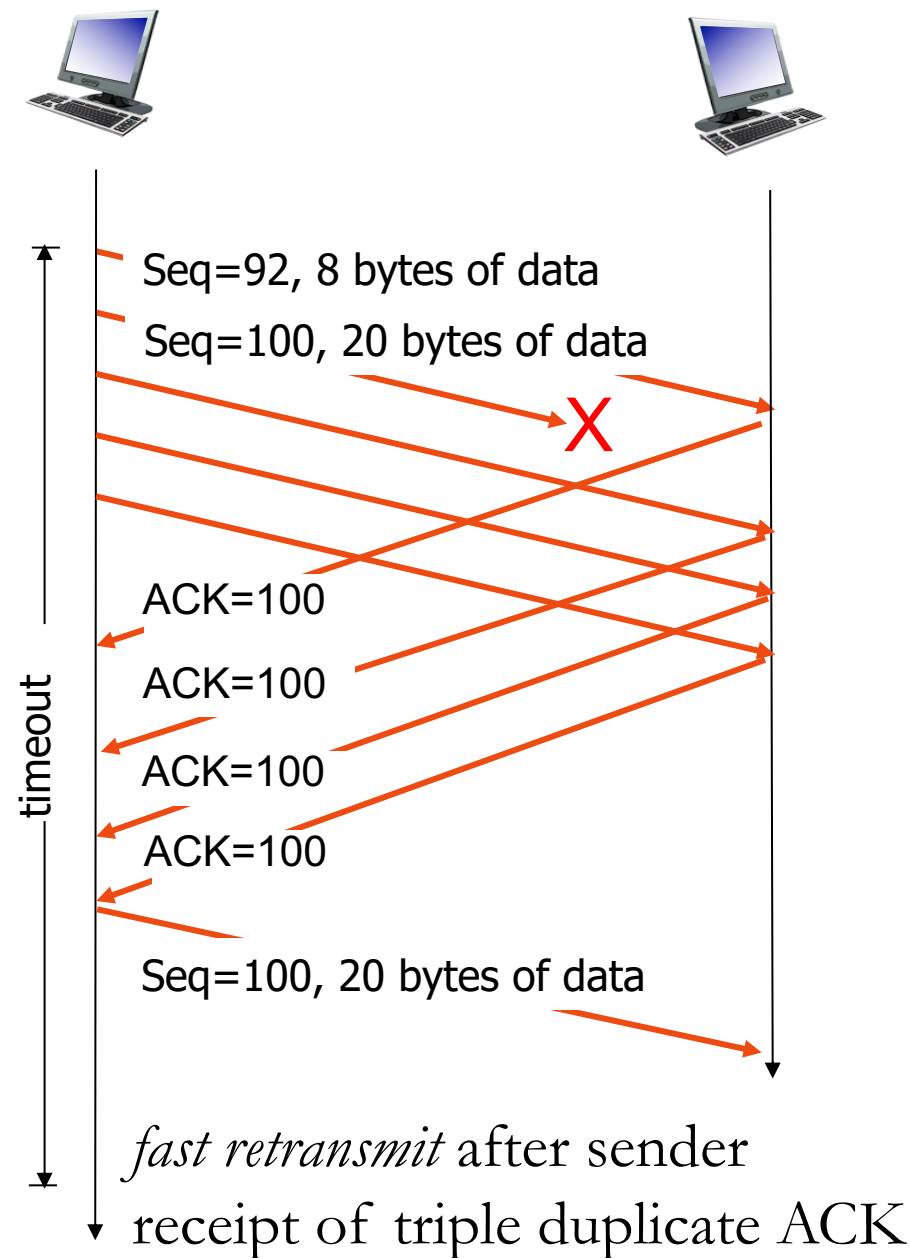 Seq=92, 8 bytes of data
Seq=100, 20 bytes of data
X
ACK=100
ACK=100
timeout
ACK=100
ACK=100
Seq=100, 20 bytes of data
fast retransmit after sender
receipt of triple duplicate ACK